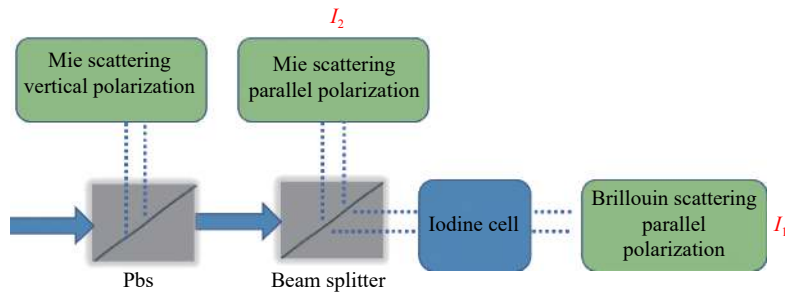 I₂
Mie scattering
vertical polarization
Mie scattering
parallel polarization
Iodine cell
Brillouin scattering
parallel
polarization
I₁
Pbs
Beam splitter